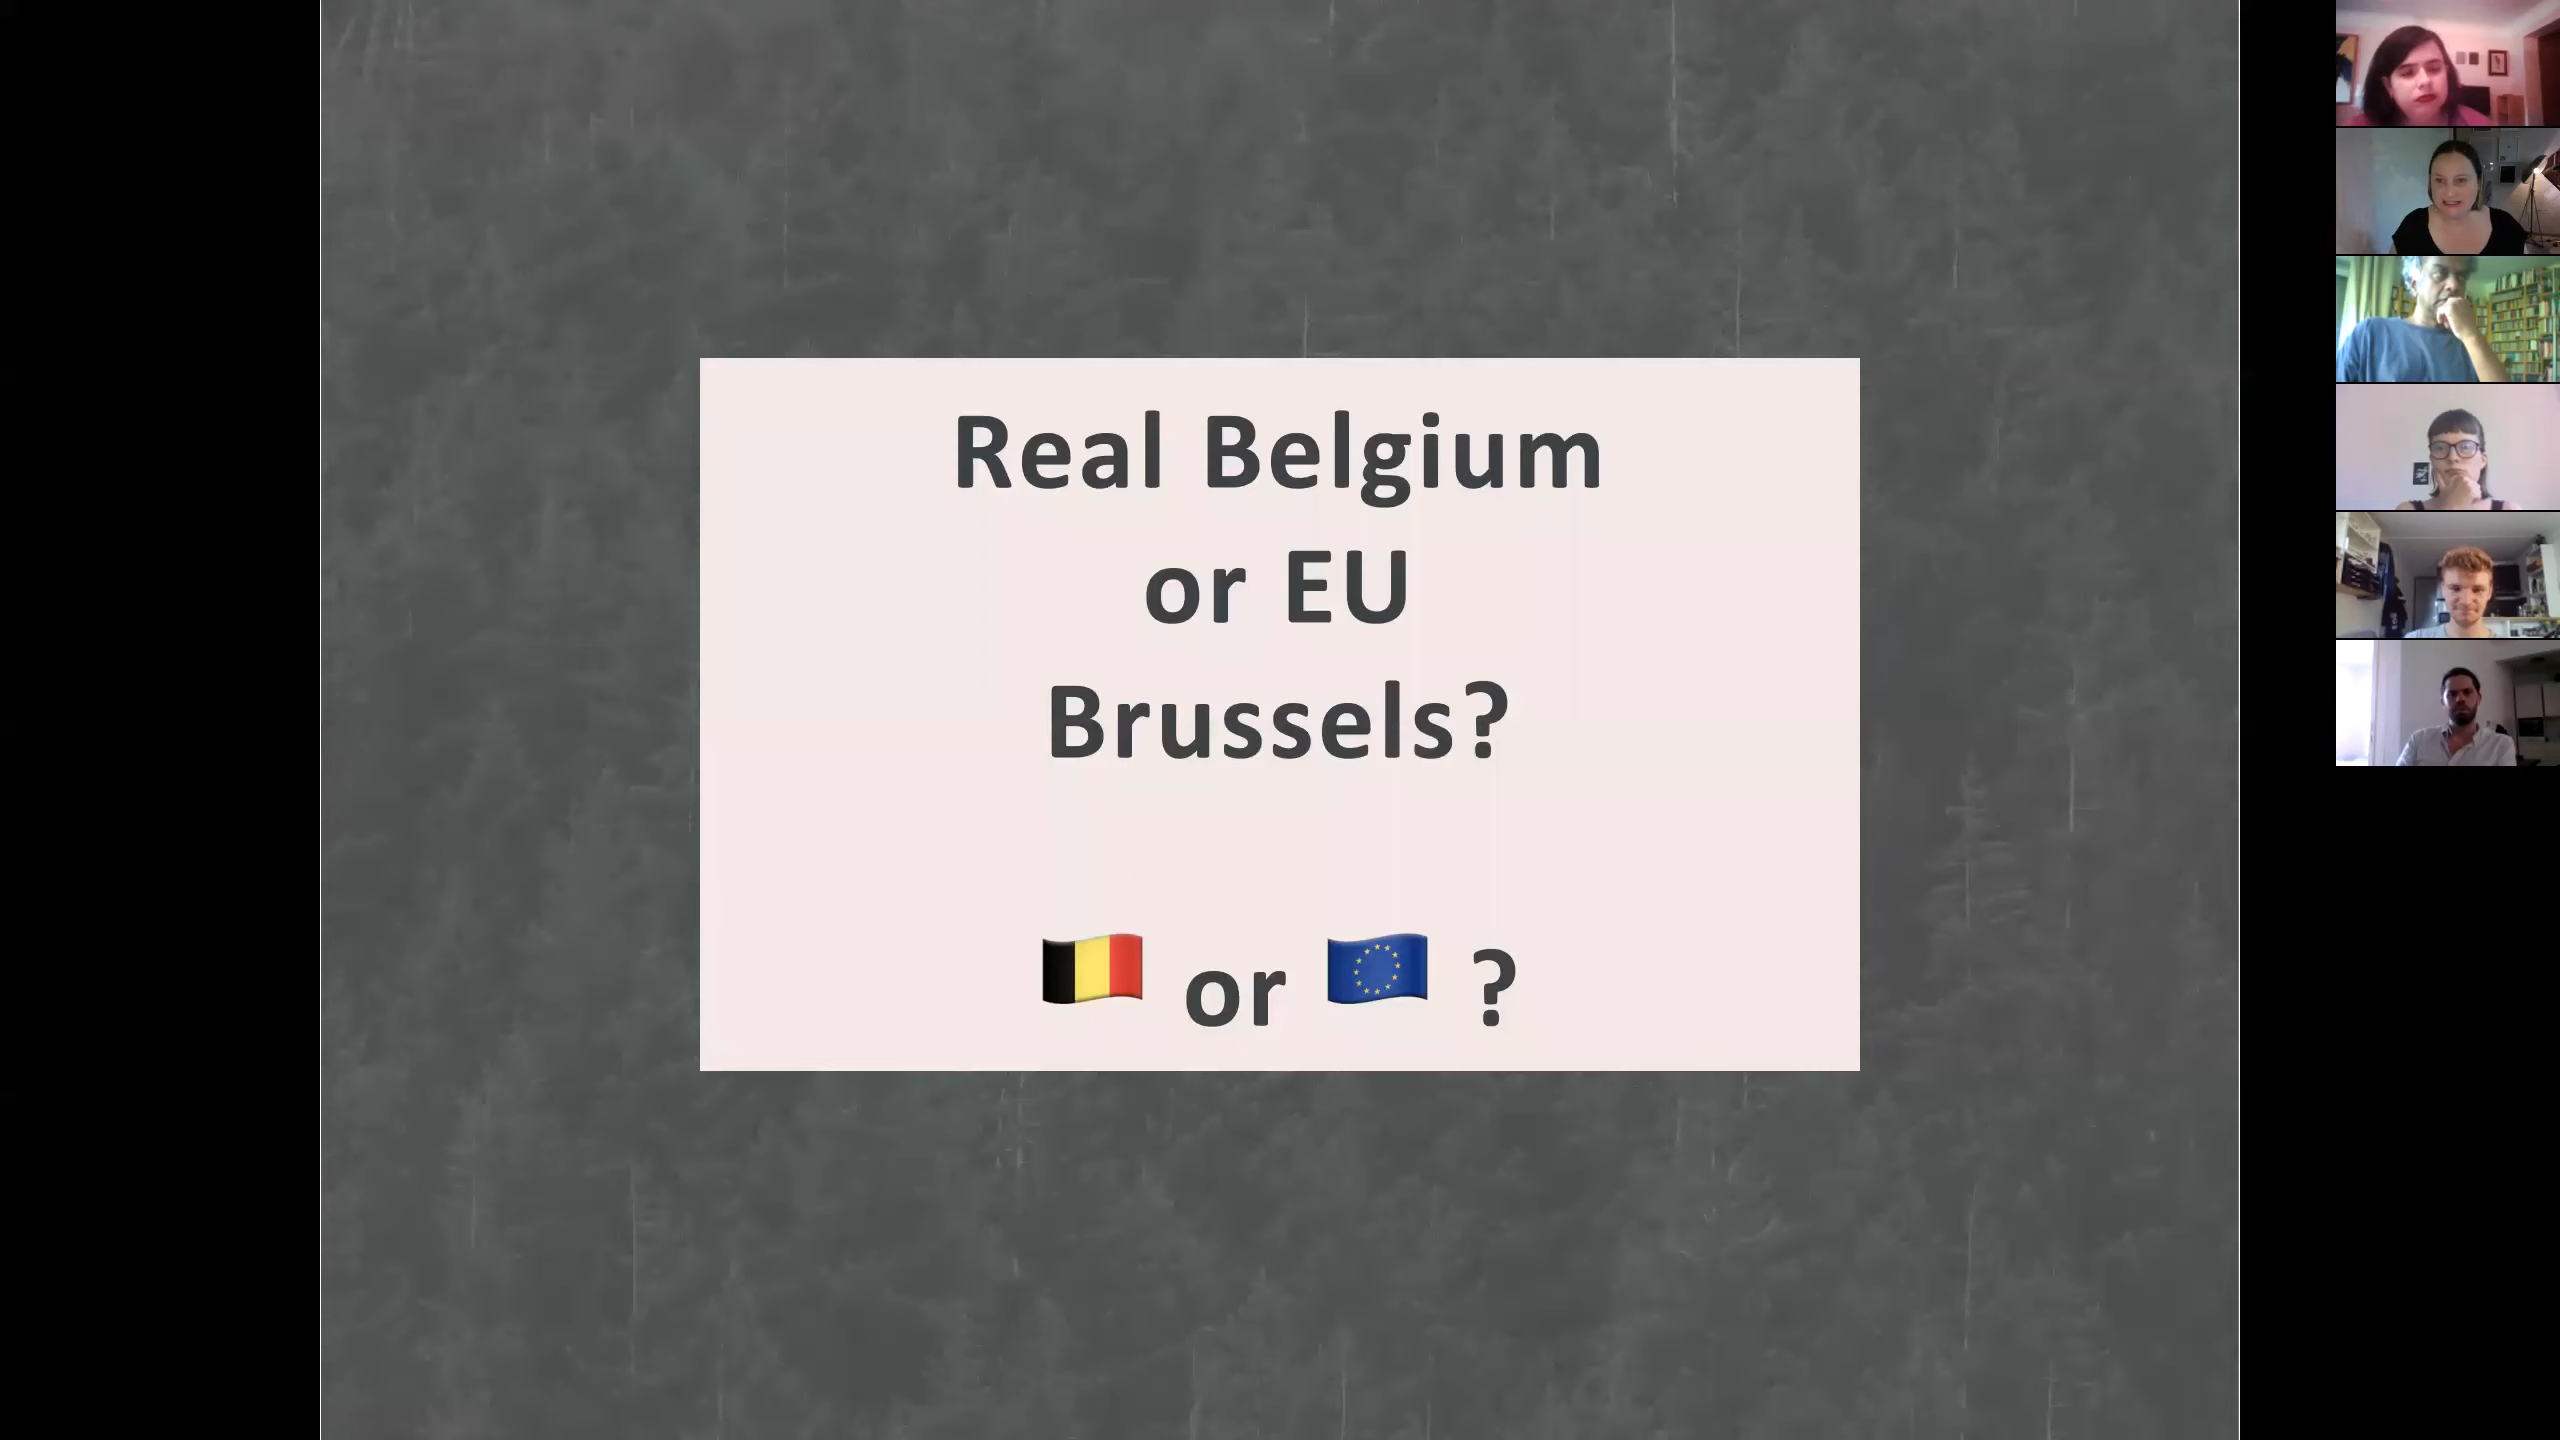 Real Belgium
or EU
Brussels?
🇧🇪 or 🇪🇺 ?